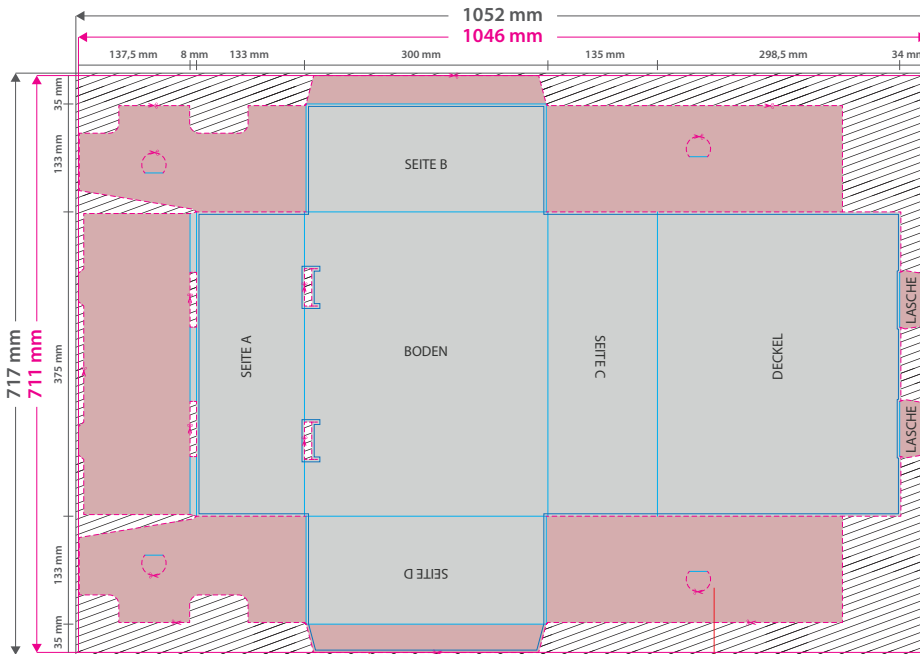 1052 mm
1046 mm
137,5 mm
8 mm
133 mm
300 mm
135 mm
298,5 mm
34 mm
717 mm
711 mm
35 mm
133 mm
375 mm
133 mm
35 mm
SEITE B
SEITE A
BODEN
SEITE C
DECKEL
LASCHE
LASCHE
SEITE D